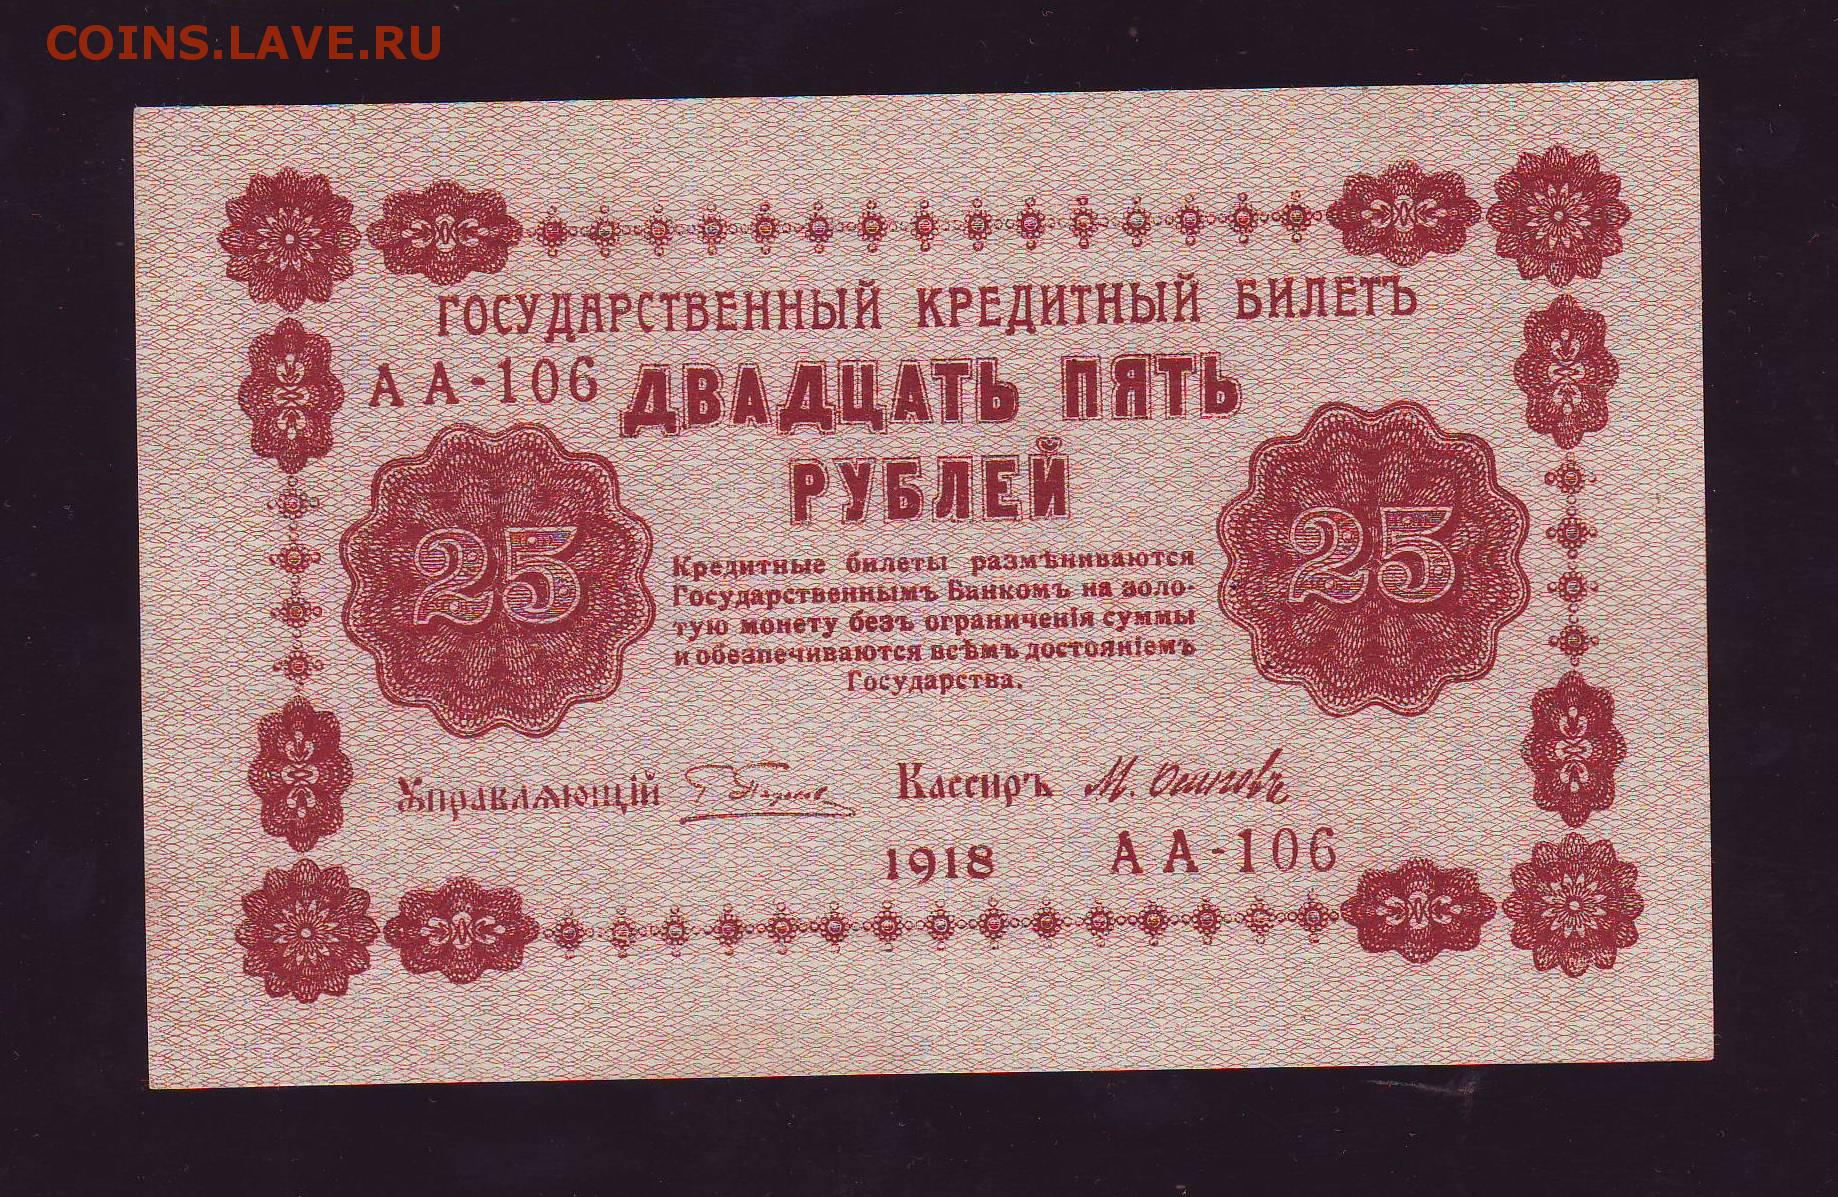 COINS.LAVE.RU
ГОСУДАРСТВЕННЫЙ КРЕДИТНЫЙ БИЛЕТЪ
АА-106
ДВАДЦАТЬ ПЯТЬ
РУБЛЕЙ
25
25
Кредитные билеты размѣниваются
Государственнымъ Банкомъ на золо-
тую монету безъ ограниченія суммы
и обезпечиваются всѣмъ достояніемъ
Государства.
Управляющій
Кассиръ М. Осиповъ
1918
АА-106